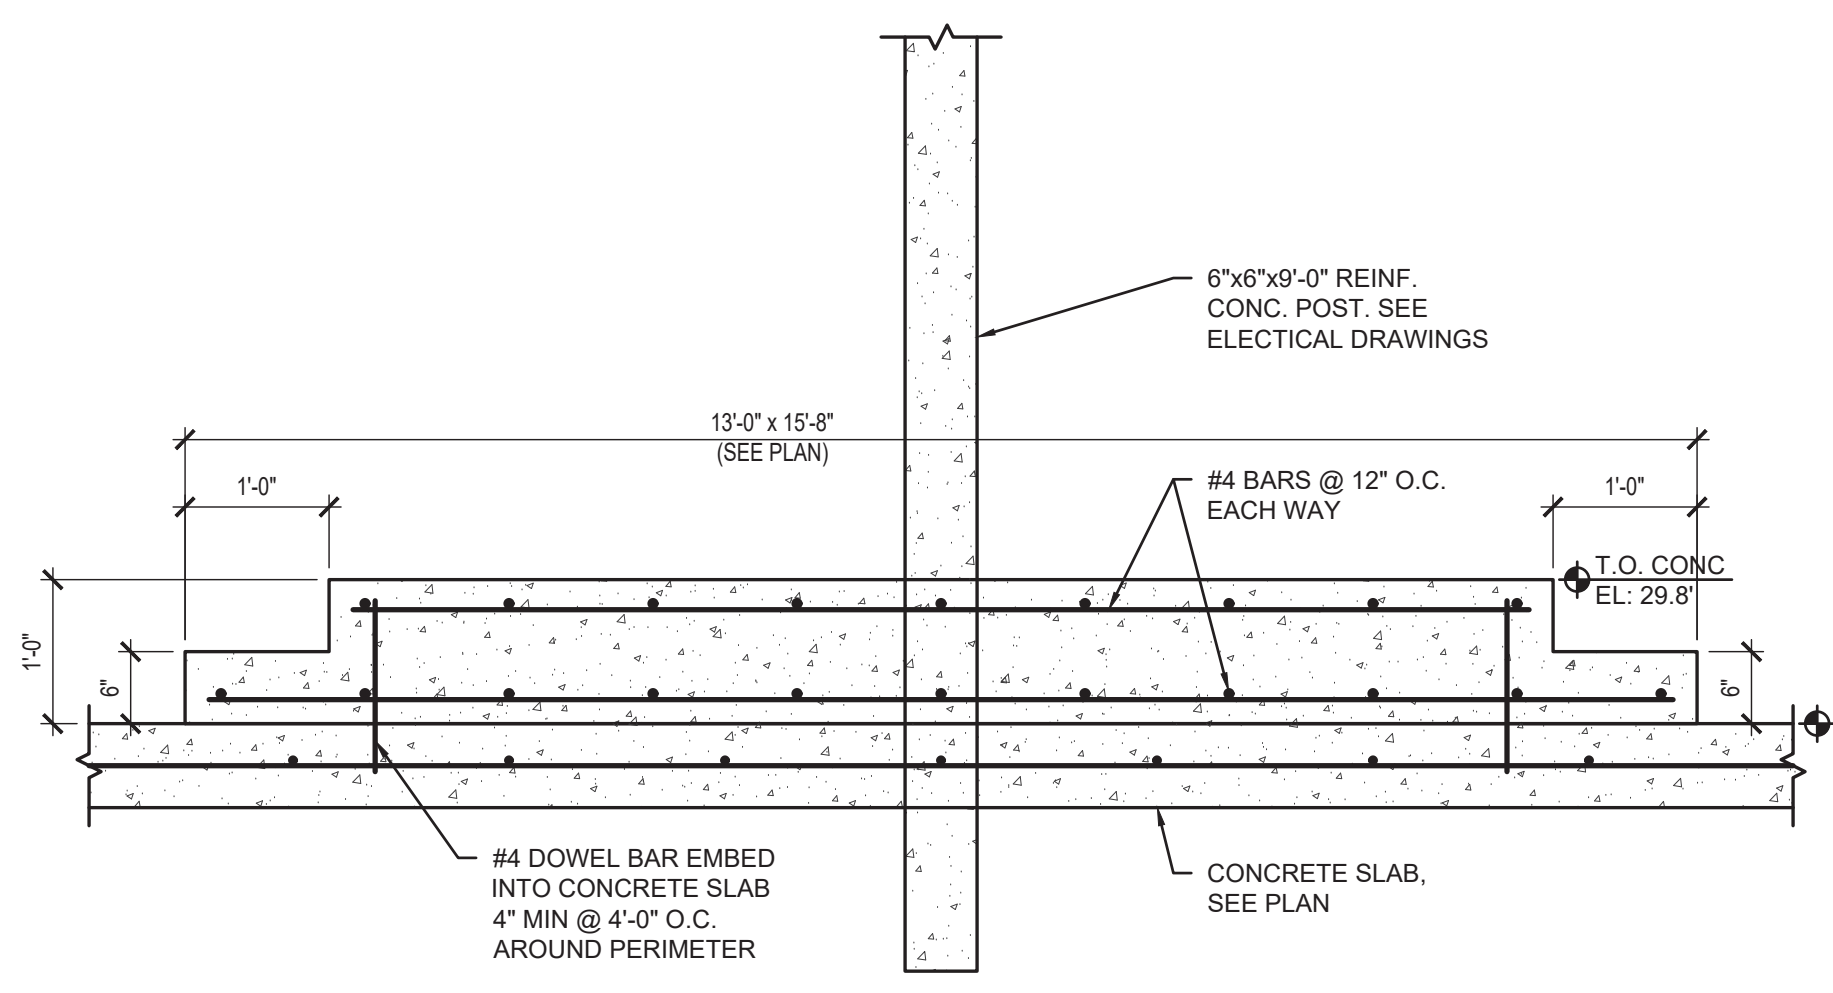 6"x6"x9'-0" REINF.
CONC. POST. SEE
ELECTICAL DRAWINGS
13'-0" x 15'-8"
(SEE PLAN)
1'-0"
#4 BARS @ 12" O.C.
EACH WAY
1'-0"
T.O. CONC
EL: 29.8'
1'-0"
6"
6"
#4 DOWEL BAR EMBED
INTO CONCRETE SLAB
4" MIN @ 4'-0" O.C.
AROUND PERIMETER
CONCRETE SLAB,
SEE PLAN